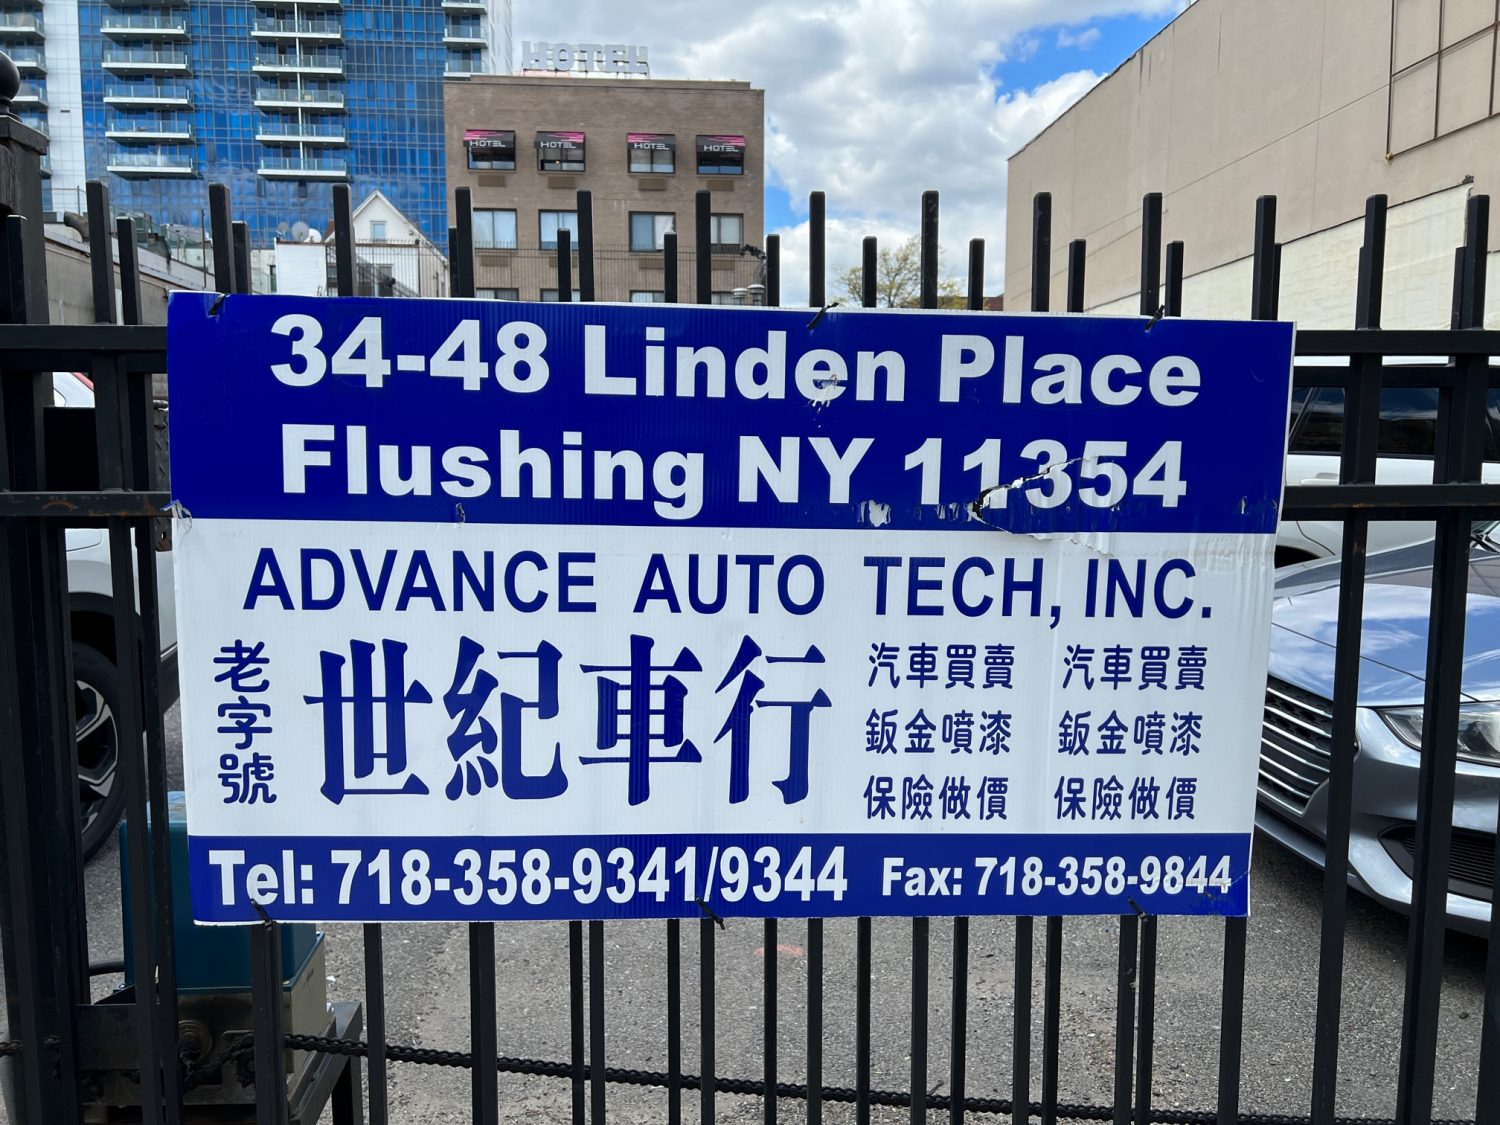 HOTEL
HOTEL HOTEL HOTEL HOTEL
34-48 Linden Place
Flushing NY 11354
ADVANCE AUTO TECH, INC.
老字號
世紀車行
汽車買賣 汽車買賣
鈑金噴漆 鈑金噴漆
保險做價 保險做價
Tel: 718-358-9341/9344 Fax: 718-358-9844